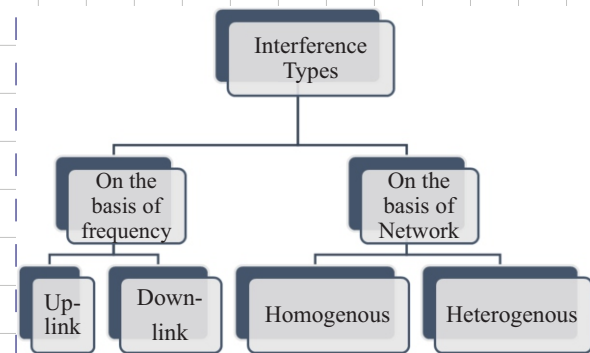 Interference
Types
On the
basis of
frequency
On the
basis of
Network
Up-
link
Down-
link
Homogenous
Heterogenous